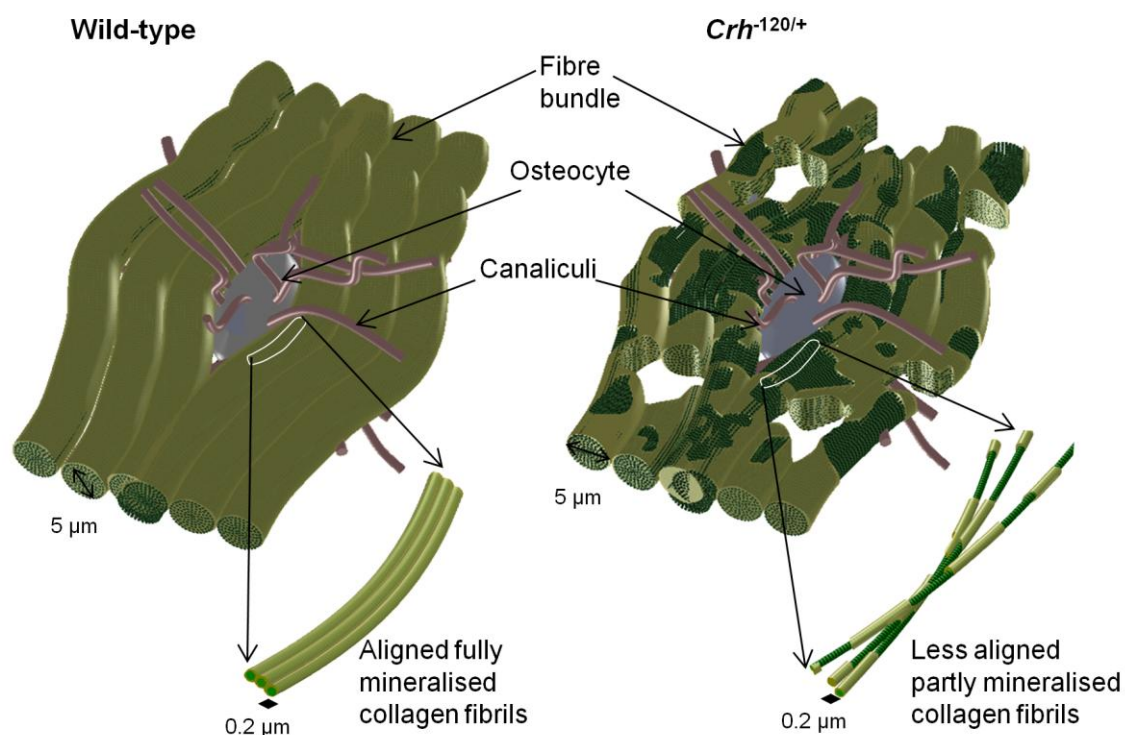 Wild-type
Crh-120/+
Fibre
bundle
Osteocyte
Canaliculi
5 µm
5 µm
Aligned fully
mineralised
collagen fibrils
0.2 µm
Less aligned
partly mineralised
collagen fibrils
0.2 µm